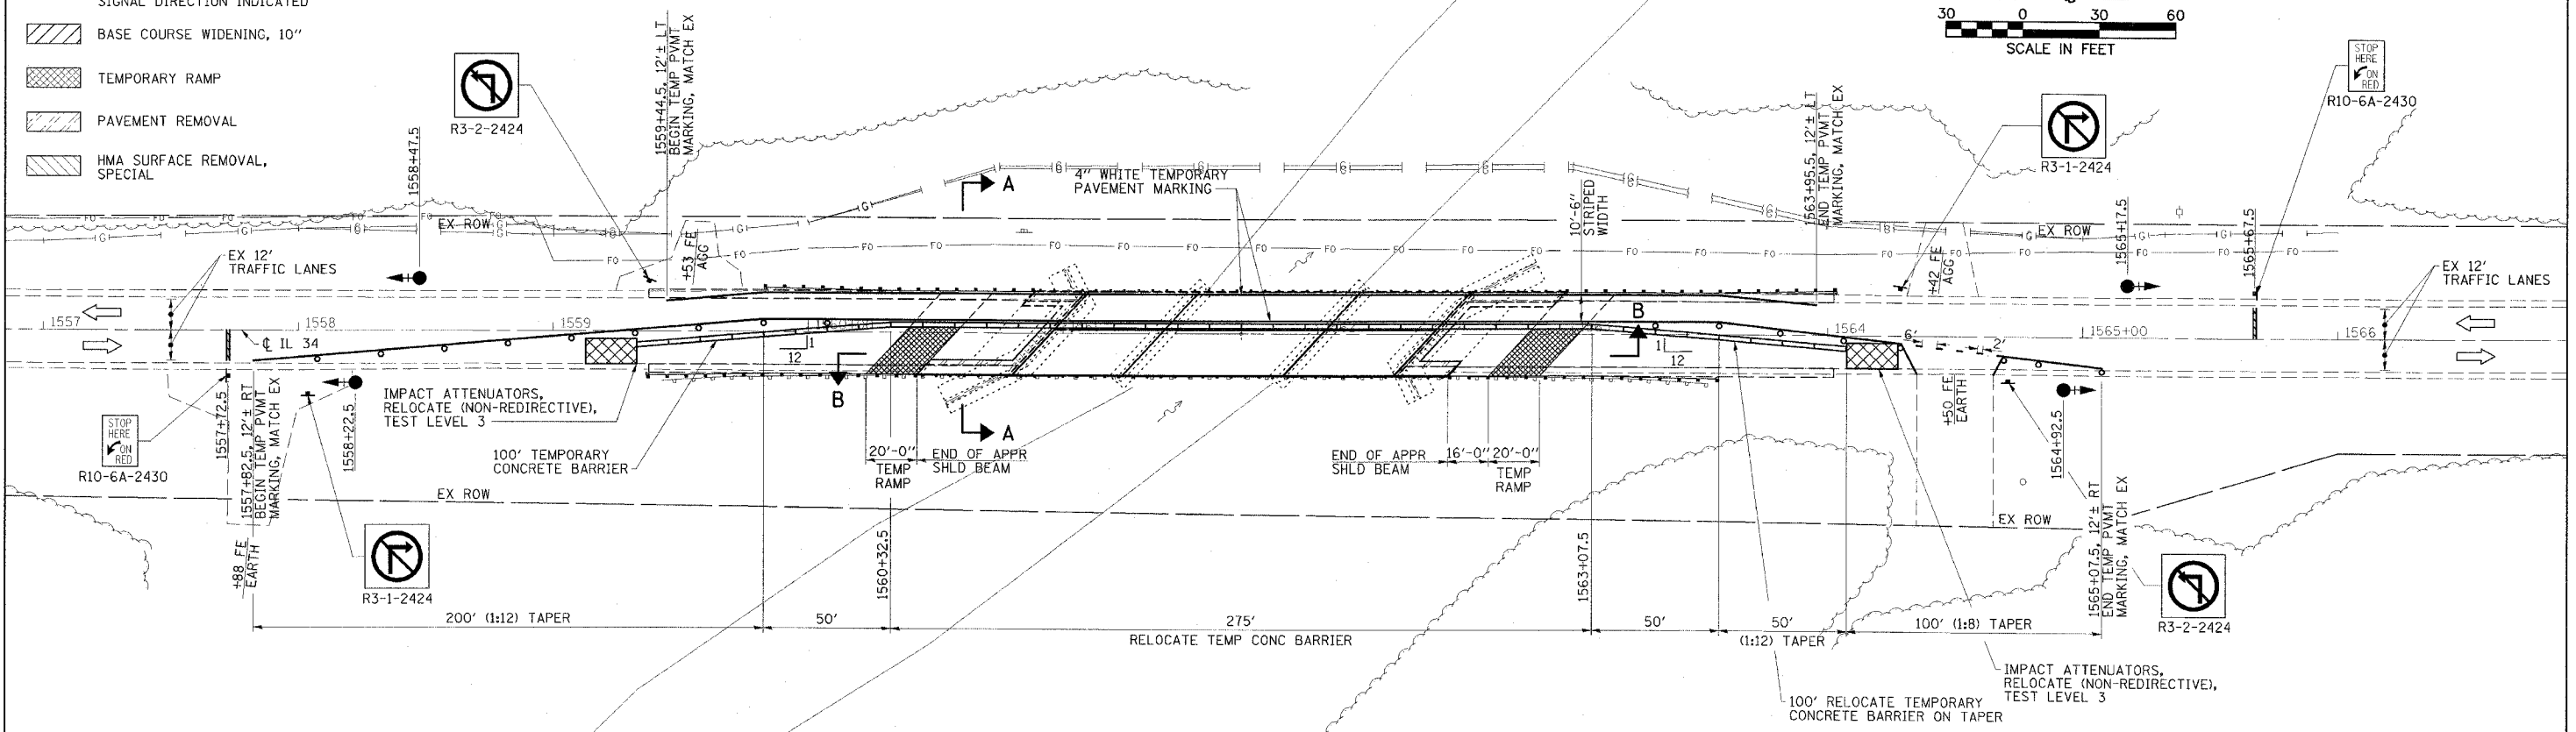 SIGNAL DIRECTION INDICATED
BASE COURSE WIDENING, 10"
TEMPORARY RAMP
PAVEMENT REMOVAL
HMA SURFACE REMOVAL,
SPECIAL
30 0 30 60
SCALE IN FEET
R3-2-2424
1558+47.5
1559+44.5, 12'± LT
BEGIN TEMP PVMT
MARKING, MATCH EX
+53 FE
AGG
A
4" WHITE TEMPORARY
PAVEMENT MARKING
10'-6"
STRIPED
WIDTH
1563+95.5, 12'± LT
END TEMP PVMT
MARKING, MATCH EX
R3-1-2424
+42 FE
AGG
1565+17.5
1565+67.5
STOP
HERE
ON
RED
R10-6A-2430
EX ROW
EX ROW
EX 12'
TRAFFIC LANES
EX 12'
TRAFFIC LANES
1557
1558
1559
1564
1565+00
1566
℄ IL 34
1
12
B
B
1
12
6'
2'
STOP
HERE
ON
RED
R10-6A-2430
1557+72.5
+88 FE
EARTH
1557+82.5, 12'± RT
BEGIN TEMP PVMT
MARKING, MATCH EX
1558+22.5
R3-1-2424
IMPACT ATTENUATORS,
RELOCATE (NON-REDIRECTIVE),
TEST LEVEL 3
100' TEMPORARY
CONCRETE BARRIER
20'-0"
TEMP
RAMP
END OF APPR
SHLD BEAM
A
END OF APPR
SHLD BEAM
16'-0"
20'-0"
TEMP
RAMP
+50 FE
EARTH
1564+92.5
1565+07.5, 12'± RT
END TEMP PVMT
MARKING, MATCH EX
R3-2-2424
EX ROW
EX ROW
1560+32.5
1563+07.5
200' (1:12) TAPER
50'
275'
RELOCATE TEMP CONC BARRIER
50'
50'
(1:12) TAPER
100' (1:8) TAPER
IMPACT ATTENUATORS,
RELOCATE (NON-REDIRECTIVE),
TEST LEVEL 3
100' RELOCATE TEMPORARY
CONCRETE BARRIER ON TAPER